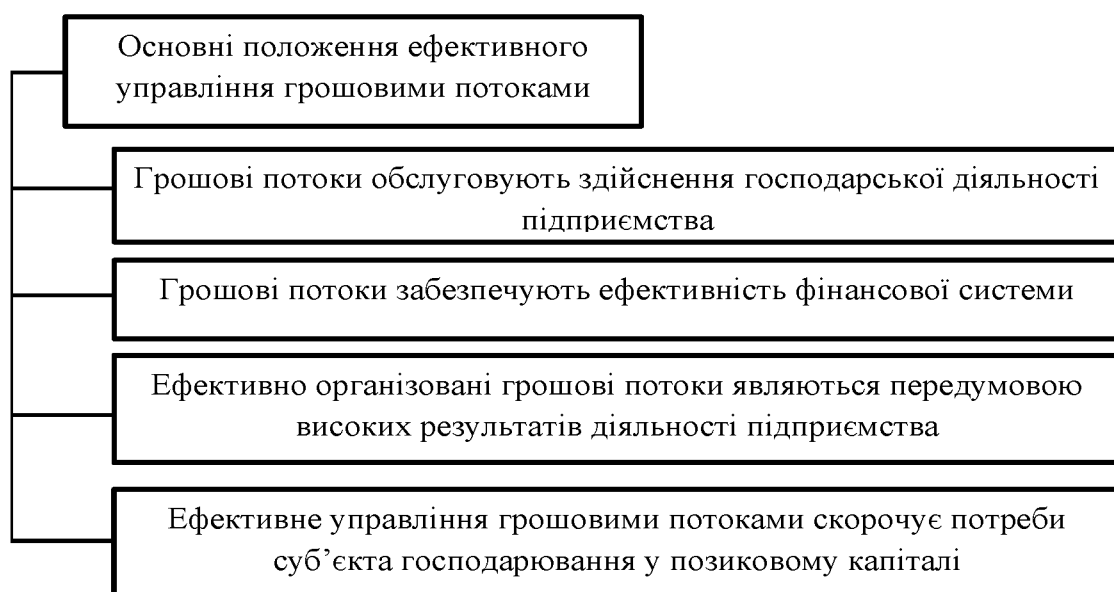 Основні положення ефективного
управління грошовими потоками
Грошові потоки обслуговують здійснення господарської діяльності
підприємства
Грошові потоки забезпечують ефективність фінансової системи
Ефективно організовані грошові потоки являються передумовою
високих результатів діяльності підприємства
Ефективне управління грошовими потоками скорочує потреби
суб’єкта господарювання у позиковому капіталі